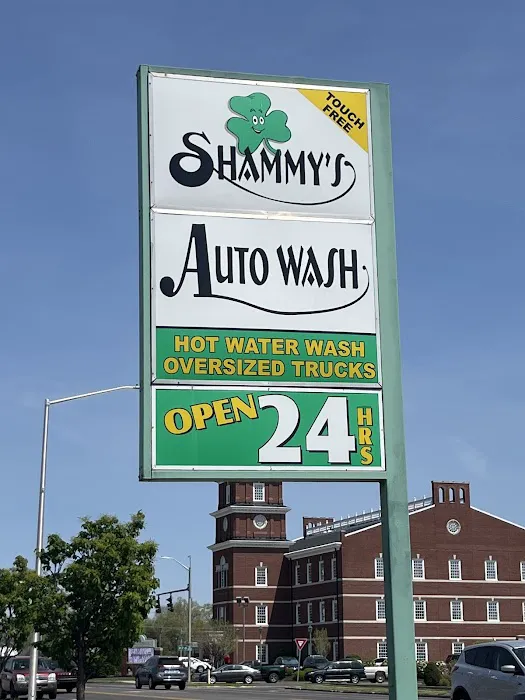 TOUCH
FREE
SHAMMY'S
AUTO WASH
HOT WATER WASH
OVERSIZED TRUCKS
OPEN 24 HRS